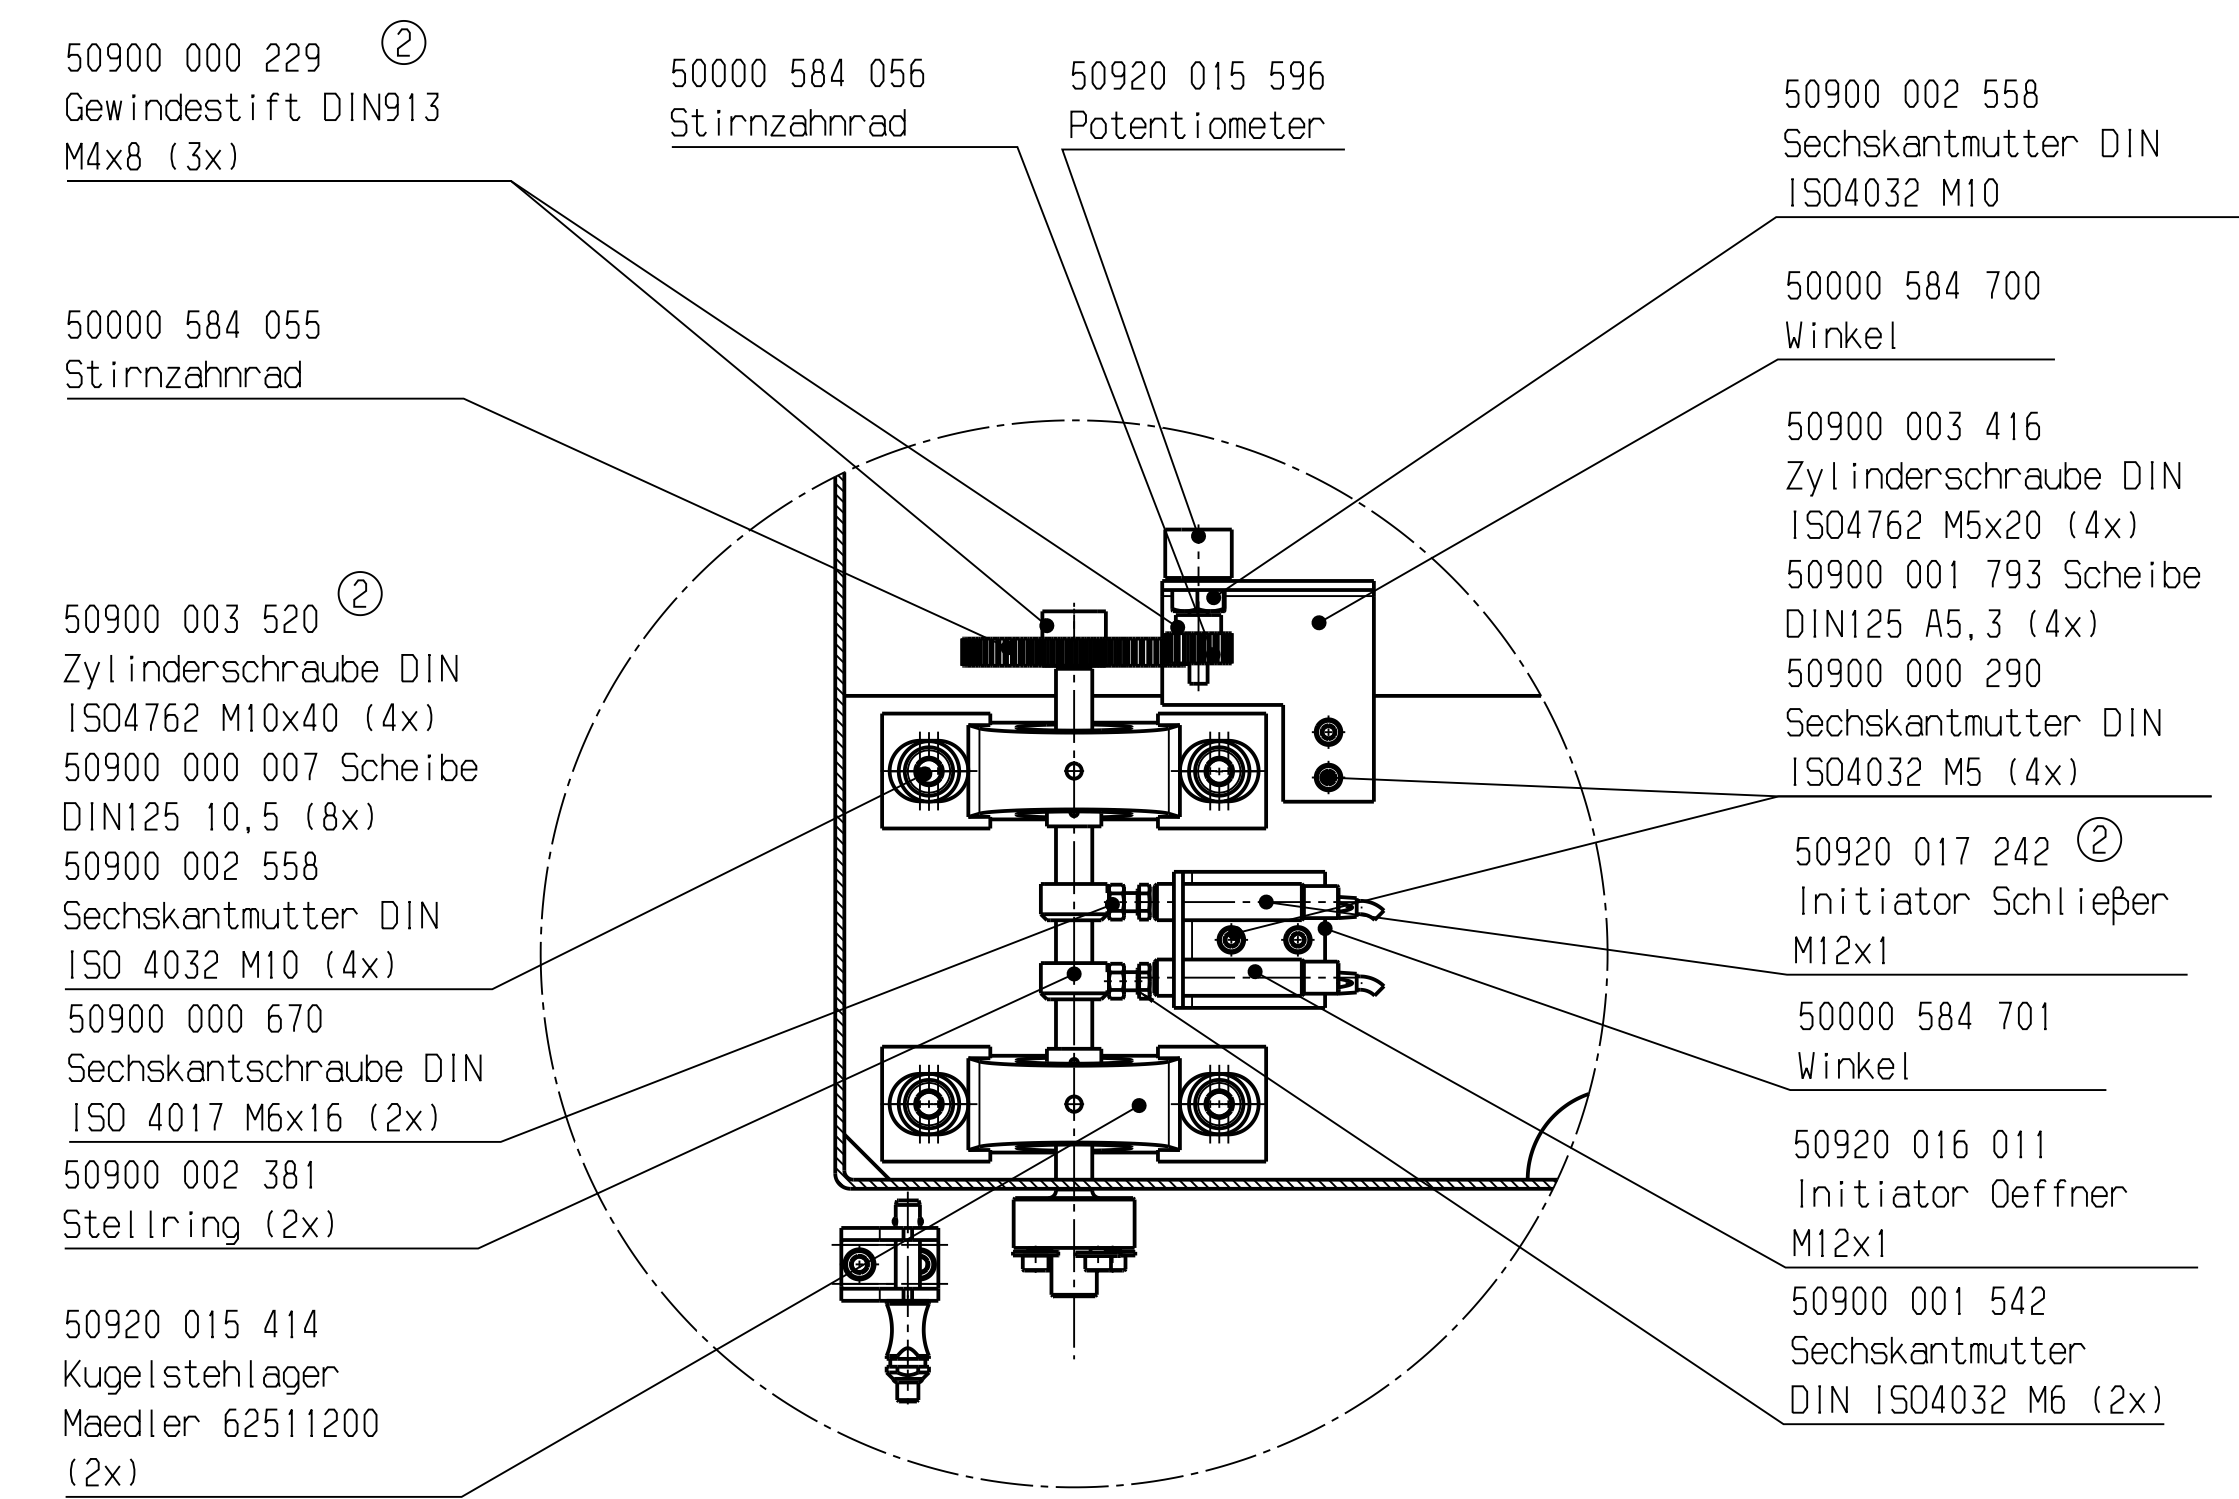 50900 000 229 2
Gewindestift DIN913
M4x8 (3x)
50000 584 056
Stirnzahnrad
50920 015 596
Potentiometer
50900 002 558
Sechskantmutter DIN
ISO4032 M10
50000 584 700
Winkel
50000 584 055
Stirnzahnrad
50900 003 416
Zylinderschraube DIN
ISO4762 M5x20 (4x)
50900 001 793 Scheibe
DIN125 A5,3 (4x)
50900 000 290
Sechskantmutter DIN
ISO4032 M5 (4x)
50900 003 520 2
Zylinderschraube DIN
ISO4762 M10x40 (4x)
50900 000 007 Scheibe
DIN125 10,5 (8x)
50900 002 558
Sechskantmutter DIN
ISO 4032 M10 (4x)
50920 017 242 2
Initiator Schließer
M12x1
50900 000 670
Sechskantschraube DIN
ISO 4017 M6x16 (2x)
50000 584 701
Winkel
50900 002 381
Stellring (2x)
50920 016 011
Initiator Oeffner
M12x1
50920 015 414
Kugelstehlager
Maedler 62511200
(2x)
50900 001 542
Sechskantmutter
DIN ISO4032 M6 (2x)